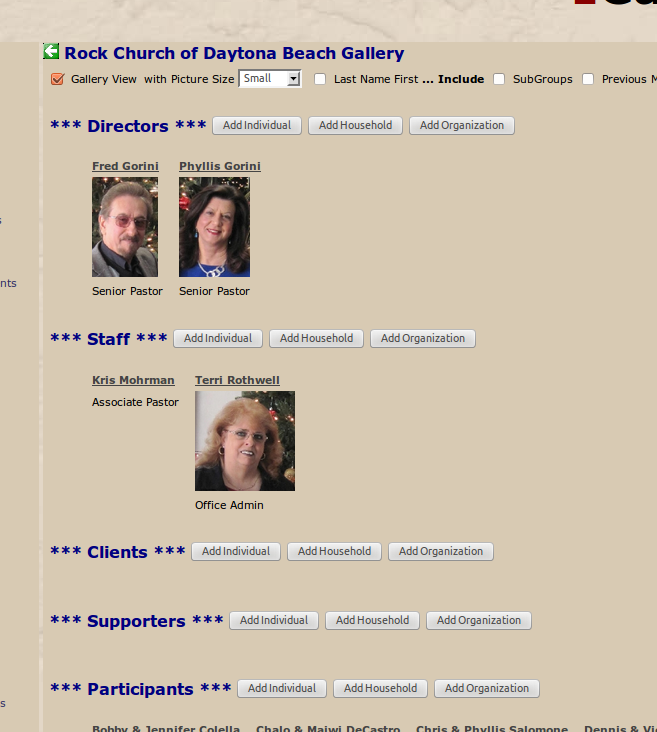 Rock Church of Daytona Beach Gallery
Gallery View with Picture Size Small Last Name First ... Include SubGroups Previous
*** Directors *** Add Individual Add Household Add Organization
Fred Gorini Phyllis Gorini
Senior Pastor Senior Pastor
*** Staff *** Add Individual Add Household Add Organization
Kris Mohrman Terri Rothwell
Associate Pastor
Office Admin
*** Clients *** Add Individual Add Household Add Organization
*** Supporters *** Add Individual Add Household Add Organization
*** Participants *** Add Individual Add Household Add Organization
Bobby & Jennifer Colella Chalo & Maiwi DeCastro Chris & Phyllis Salomone Dennis &